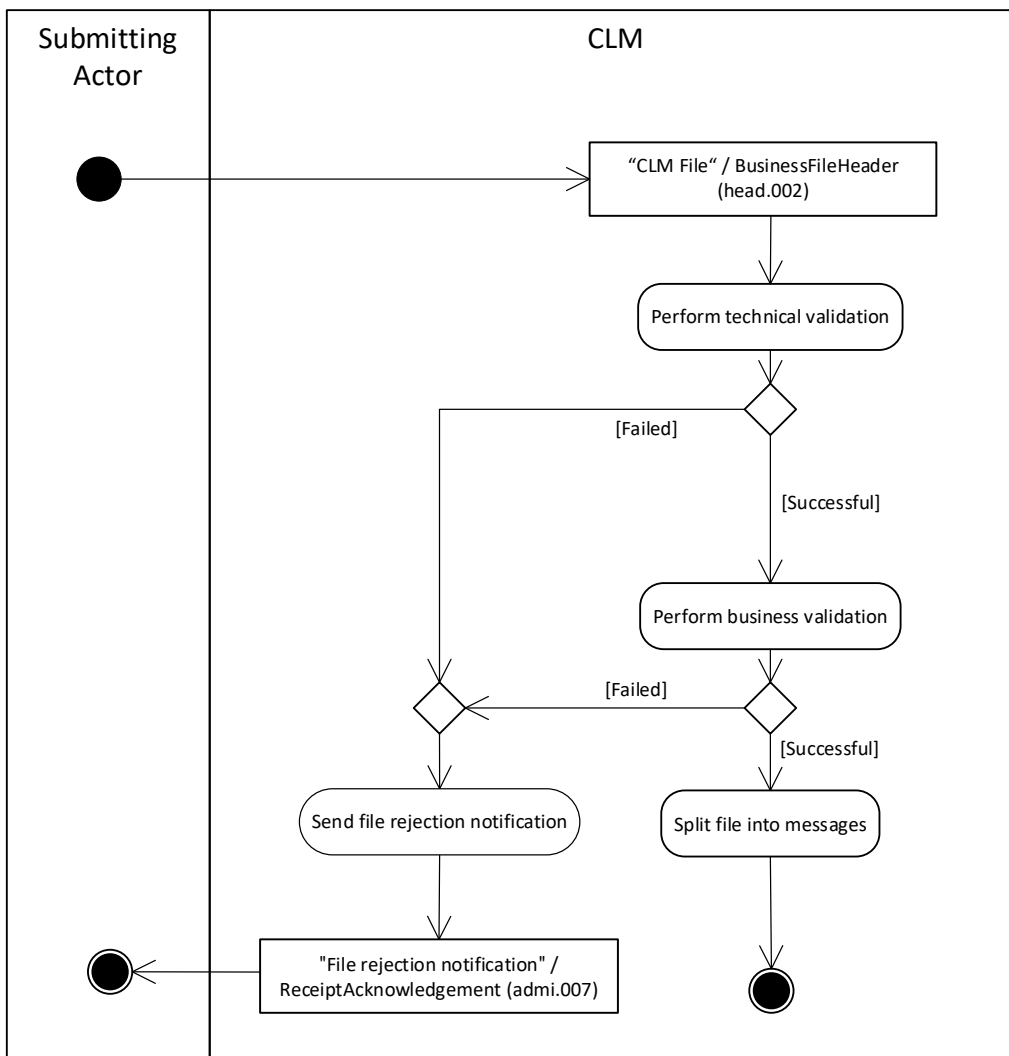 Submitting
Actor
CLM
“CLM File“ / BusinessFileHeader
(head.002)
Perform technical validation
[Failed]
[Successful]
Perform business validation
[Failed]
[Successful]
Send file rejection notification
Split file into messages
"File rejection notification" /
ReceiptAcknowledgement (admi.007)